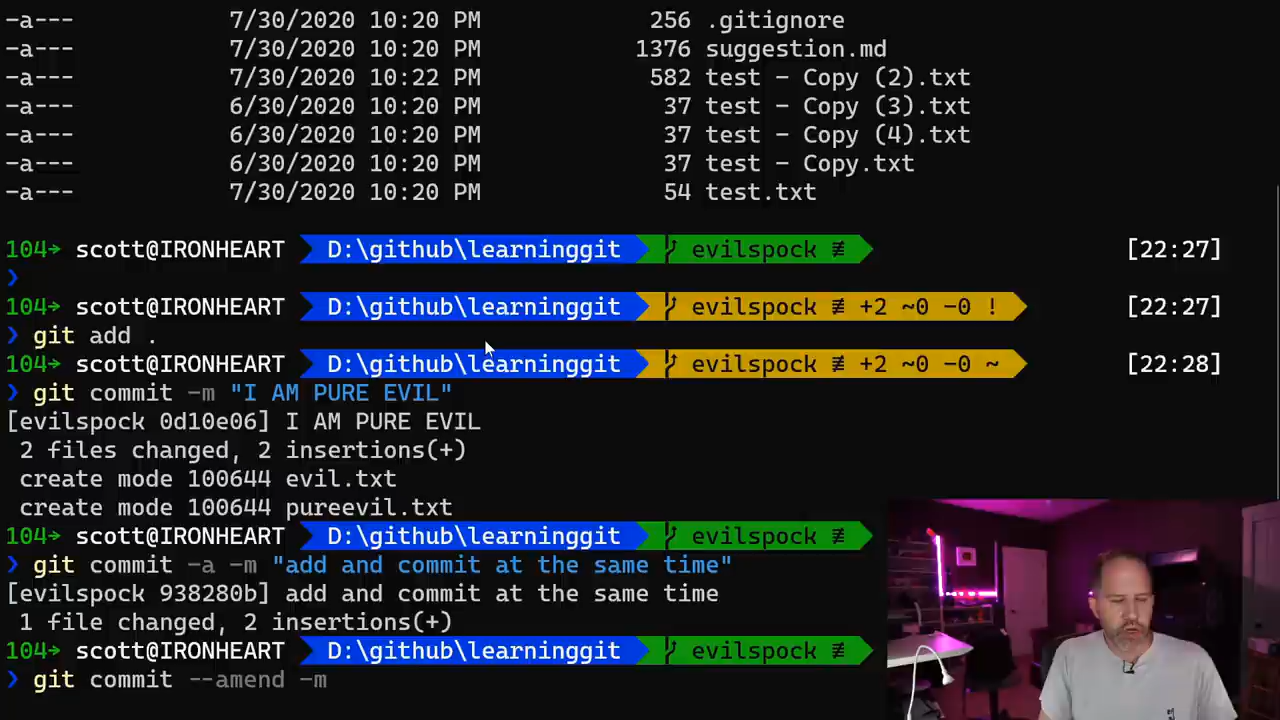 -a--- 7/30/2020 10:20 PM 256 .gitignore
-a--- 7/30/2020 10:20 PM 1376 suggestion.md
-a--- 7/30/2020 10:22 PM 582 test - Copy (2).txt
-a--- 6/30/2020 10:20 PM 37 test - Copy (3).txt
-a--- 6/30/2020 10:20 PM 37 test - Copy (4).txt
-a--- 6/30/2020 10:20 PM 37 test - Copy.txt
-a--- 7/30/2020 10:20 PM 54 test.txt
104→ scott@IRONHEART D:\github\learninggit evilspock ≢ [22:27]
❯
104→ scott@IRONHEART D:\github\learninggit evilspock ≢ +2 ~0 -0 ! [22:27]
❯ git add .
104→ scott@IRONHEART D:\github\learninggit evilspock ≢ +2 ~0 -0 ~ [22:28]
❯ git commit -m "I AM PURE EVIL"
[evilspock 0d10e06] I AM PURE EVIL
2 files changed, 2 insertions(+)
create mode 100644 evil.txt
create mode 100644 pureevil.txt
104→ scott@IRONHEART D:\github\learninggit evilspock ≢
❯ git commit -a -m "add and commit at the same time"
[evilspock 938280b] add and commit at the same time
1 file changed, 2 insertions(+)
104→ scott@IRONHEART D:\github\learninggit evilspock ≢
❯ git commit --amend -m